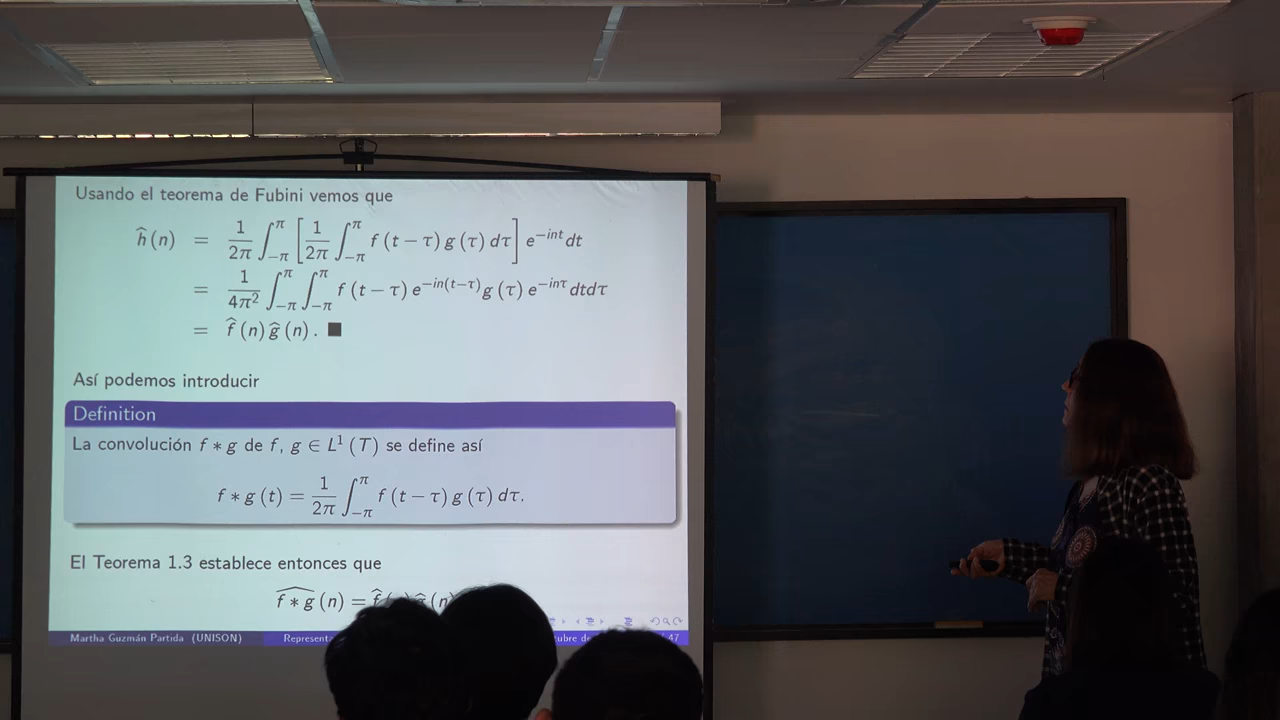 Usando el teorema de Fubini vemos que
ĥ (n) = 1/2π ∫_{−π}^{π} [ 1/2π ∫_{−π}^{π} f (t − τ) g (τ) dτ ] e^{−int} dt
= 1/4π² ∫_{−π}^{π} ∫_{−π}^{π} f (t − τ) e^{−in(t−τ)} g (τ) e^{−inτ} dtdτ
= f̂ (n) ĝ (n) . ■
Así podemos introducir
Definition
La convolución f ∗ g de f, g ∈ L¹ (T) se define así
f ∗ g (t) = 1/2π ∫_{−π}^{π} f (t − τ) g (τ) dτ.
El Teorema 1.3 establece entonces que
\widehat{f ∗ g} (n) =
Martha Guzmán Partida (UNISON)